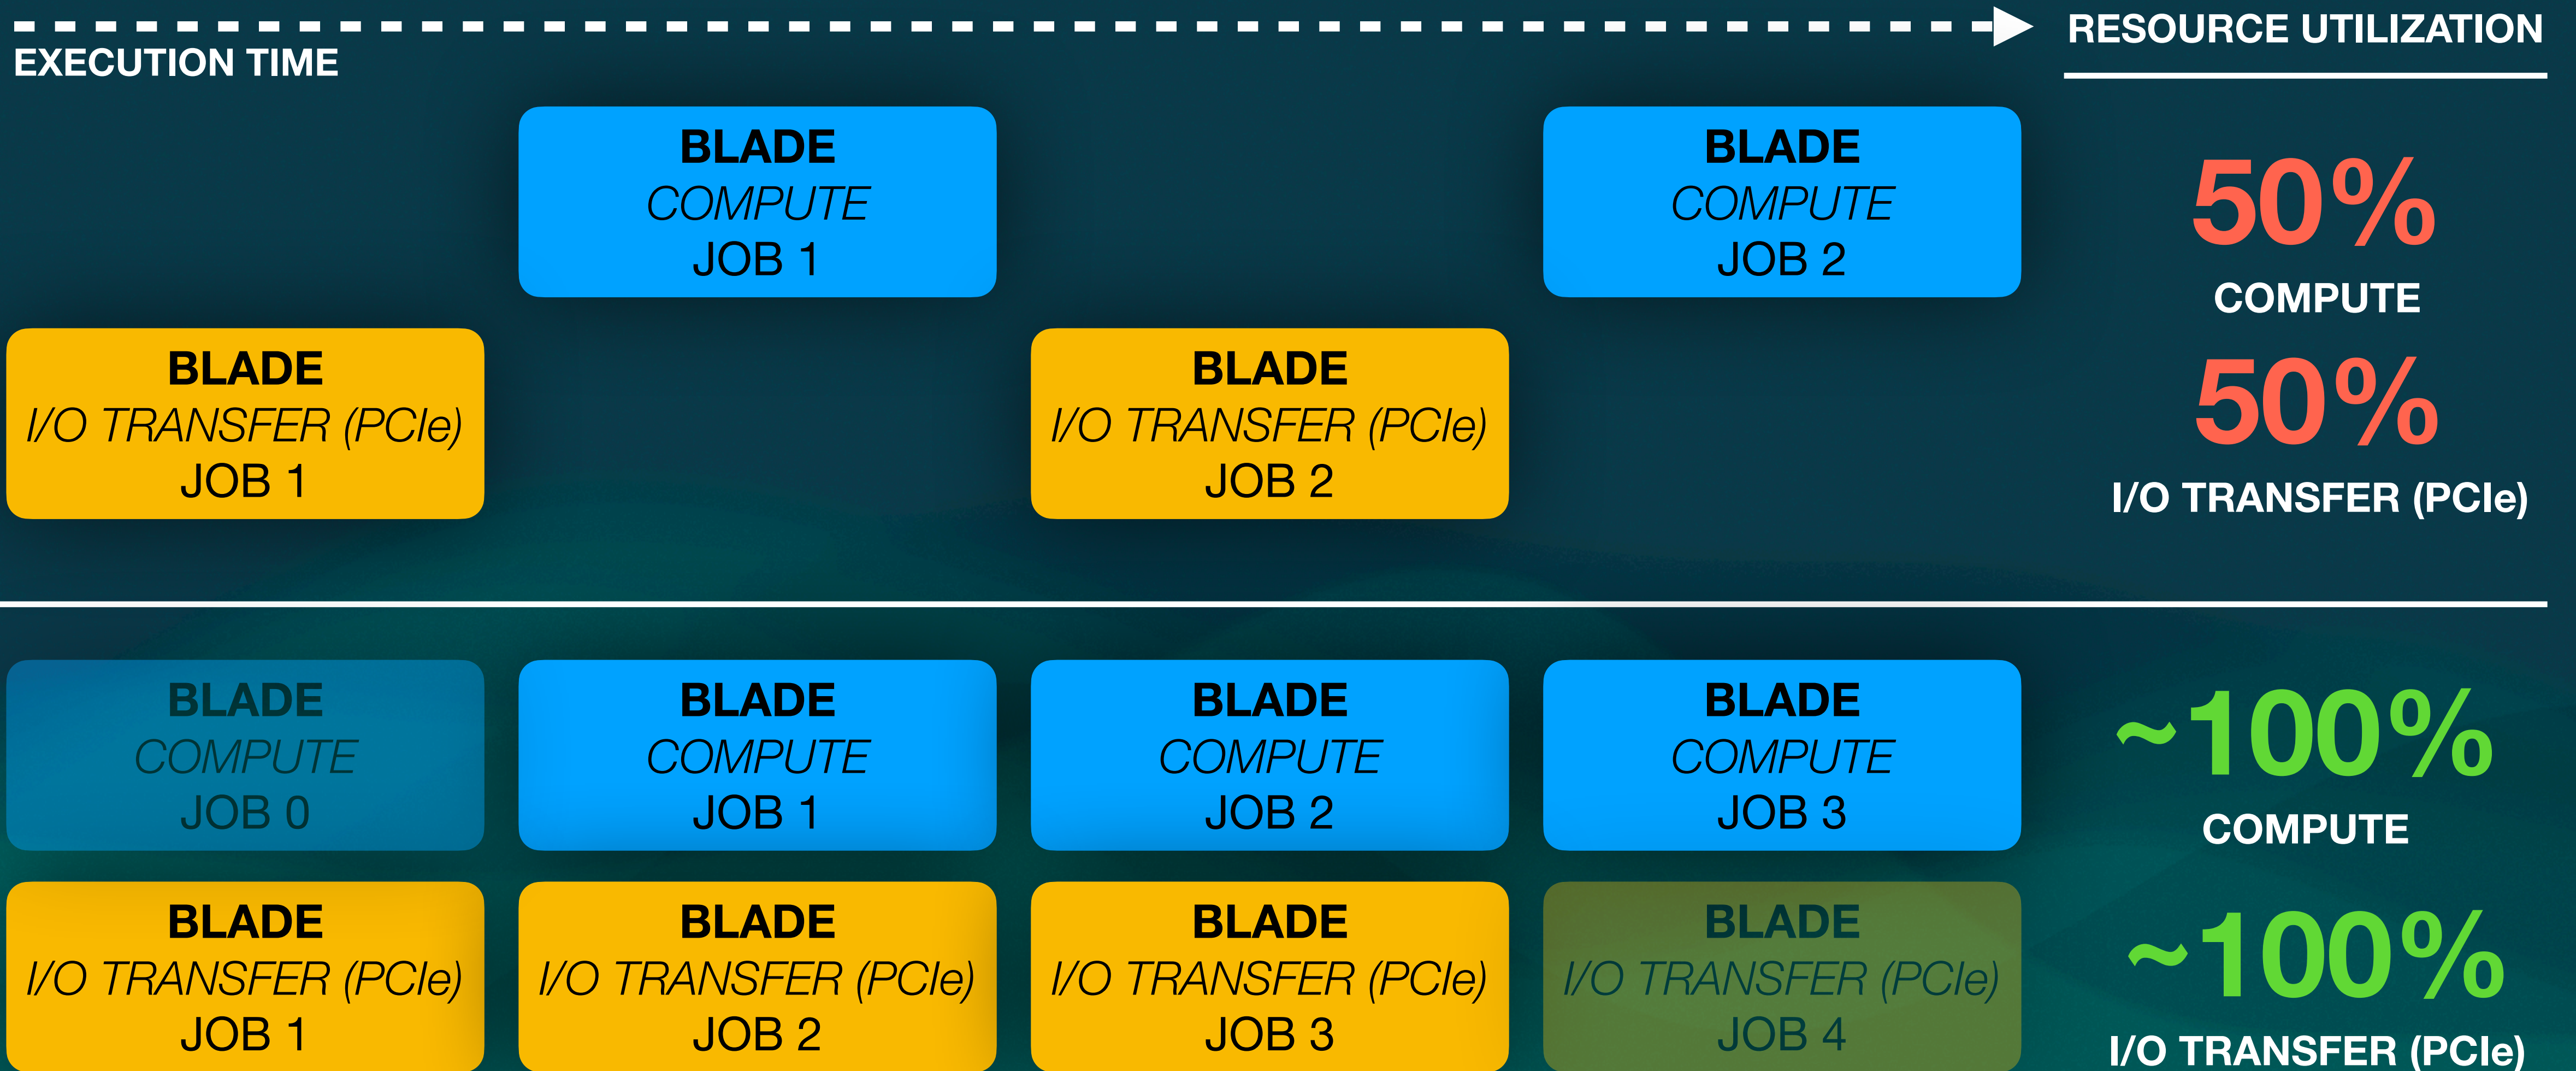 EXECUTION TIME
RESOURCE UTILIZATION
BLADE
COMPUTE
JOB 1
BLADE
COMPUTE
JOB 2
50%
COMPUTE
BLADE
I/O TRANSFER (PCIe)
JOB 1
BLADE
I/O TRANSFER (PCIe)
JOB 2
50%
I/O TRANSFER (PCIe)
BLADE
COMPUTE
JOB 0
BLADE
COMPUTE
JOB 1
BLADE
COMPUTE
JOB 2
BLADE
COMPUTE
JOB 3
~100%
COMPUTE
BLADE
I/O TRANSFER (PCIe)
JOB 1
BLADE
I/O TRANSFER (PCIe)
JOB 2
BLADE
I/O TRANSFER (PCIe)
JOB 3
BLADE
I/O TRANSFER (PCIe)
JOB 4
~100%
I/O TRANSFER (PCIe)